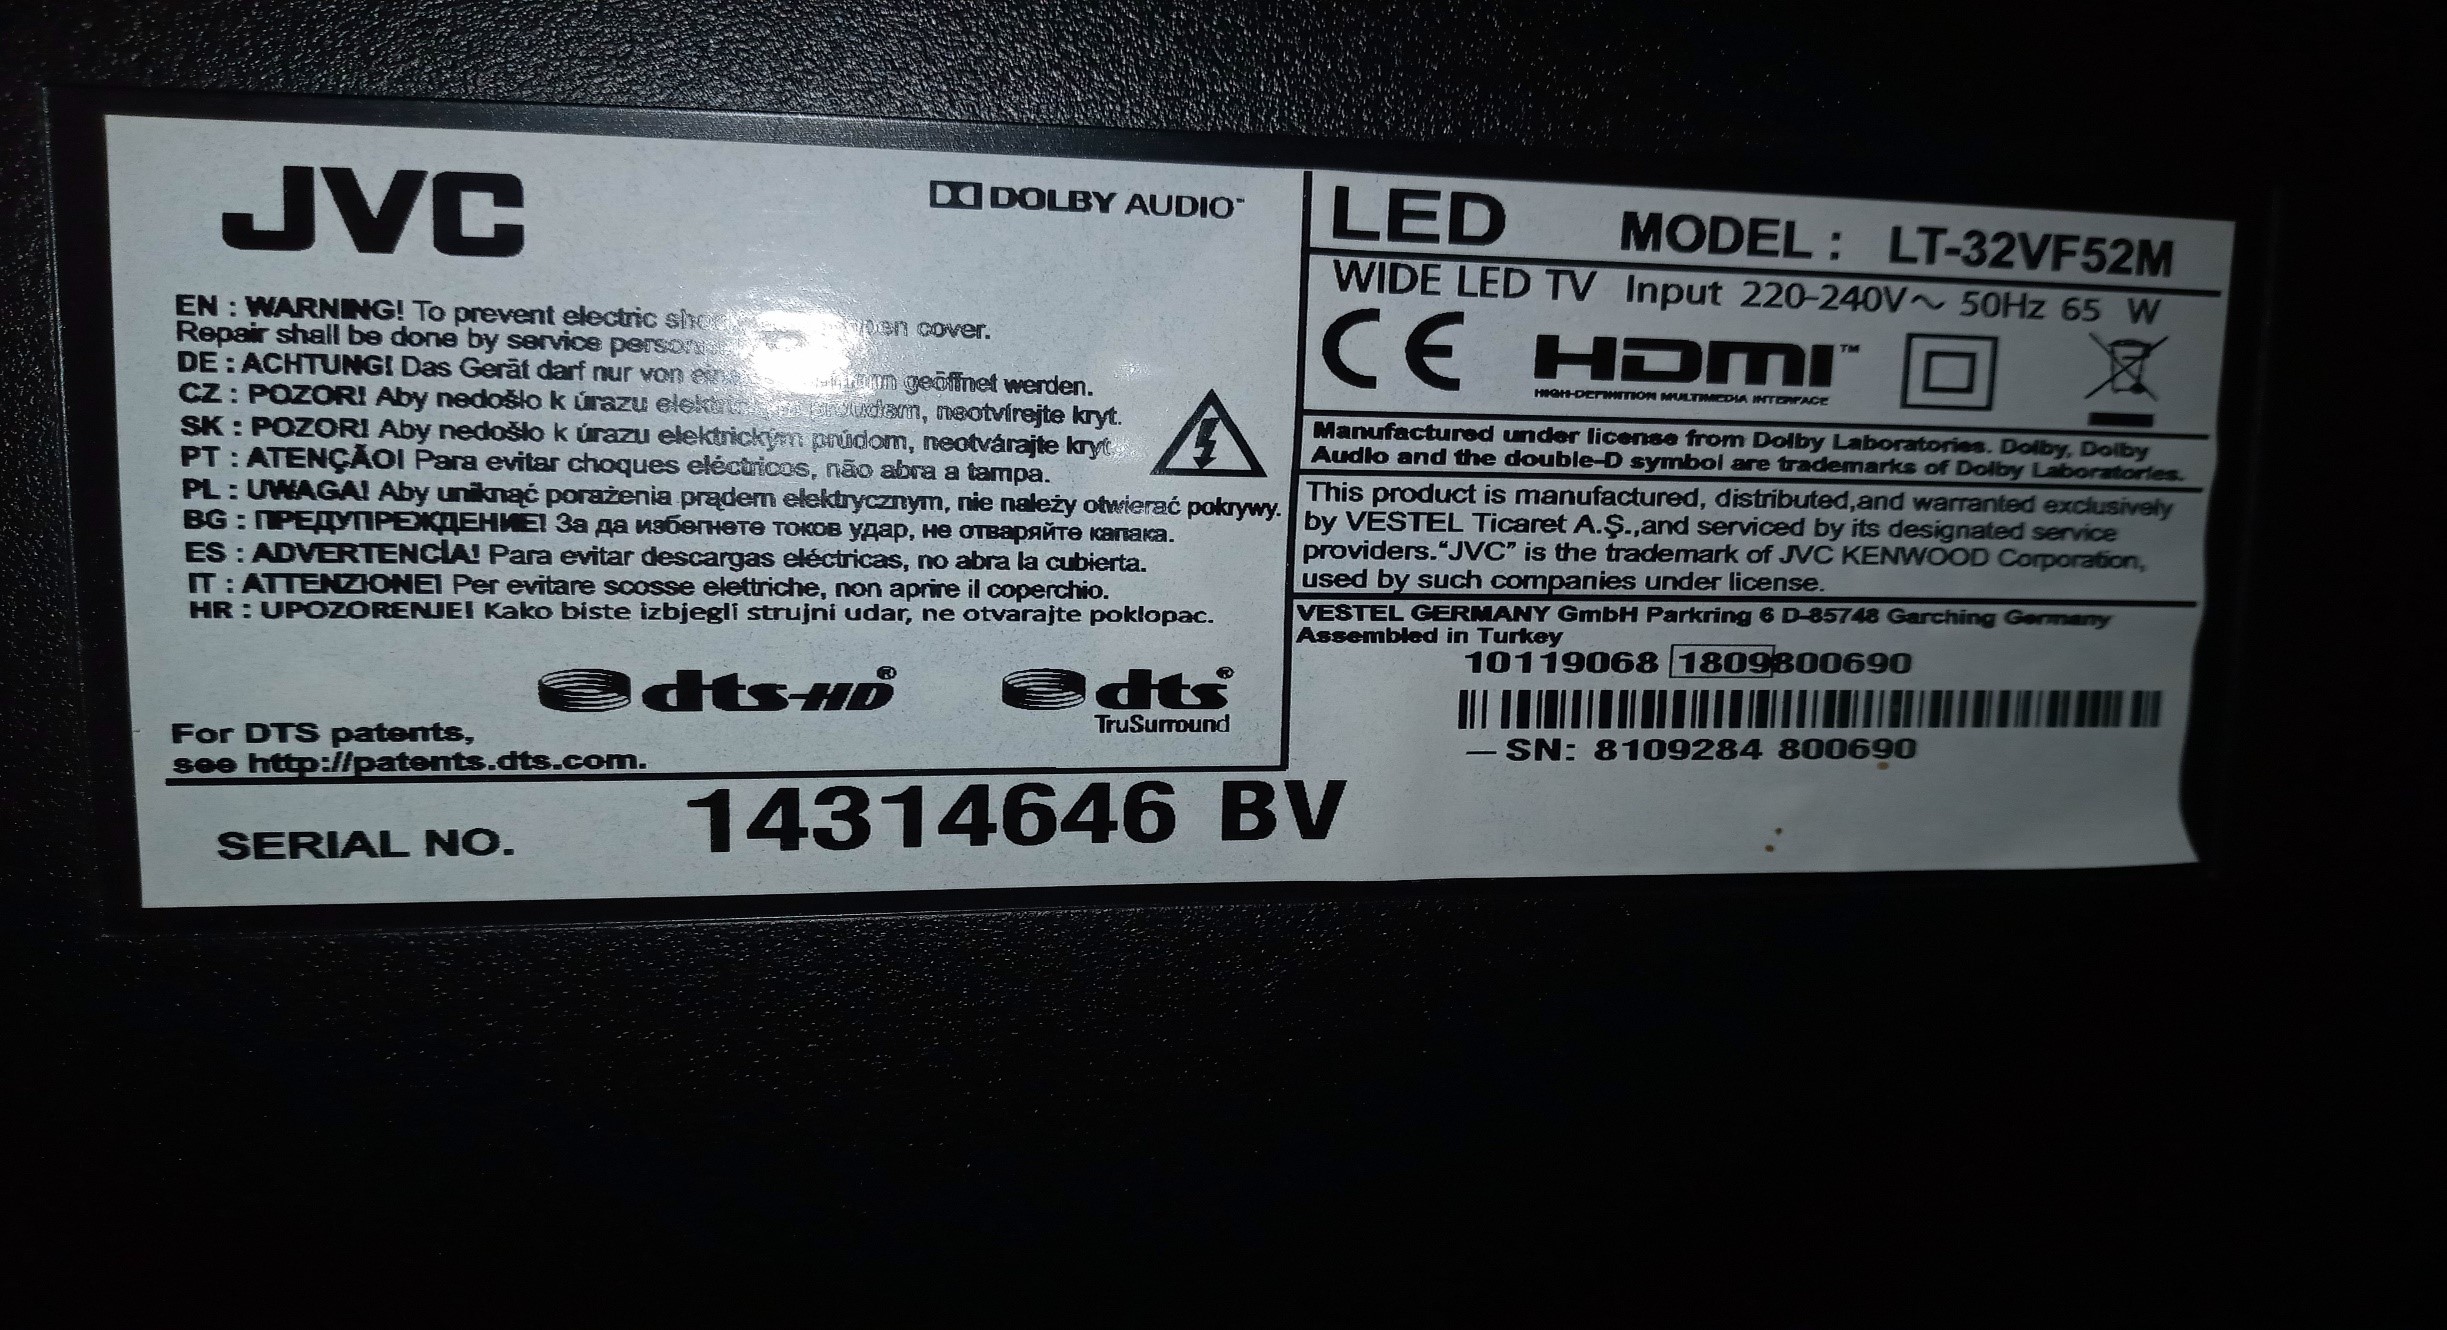 JVC
DOLBY AUDIO™
EN : WARNING! To prevent electric cover.
Repair shall be done by service
DE : ACHTUNG! Das Gerät darf nur von geöffnet werden.
CZ : POZOR! Aby nedošlo k úrazu neotvírejte kryt.
SK : POZOR! Aby nedošlo k úrazu elektrickým prúdom, neotvárajte kryt
PT : ATENÇÃO! Para evitar choques eléctricos, não abra a tampa.
PL : UWAGA! Aby uniknąć porażenia prądem elektrycznym, nie należy otwierać pokrywy.
BG : ПРЕДУПРЕЖДЕНИЕ! За да избегнете токов удар, не отваряйте капака.
ES : ADVERTENCİA! Para evitar descargas eléctricas, no abra la cubierta.
IT : ATTENZIONE! Per evitare scosse elettriche, non aprire il coperchio.
HR : UPOZORENJE! Kako biste izbjegli strujni udar, ne otvarajte poklopac.
dts-HD®
dts®
TruSurround
For DTS patents,
see http://patents.dts.com.
SERIAL NO. 14314646 BV
LED MODEL : LT-32VF52M
WIDE LED TV Input 220-240V~ 50Hz 65 W
CE HDMI™
HIGH-DEFINITION MULTIMEDIA INTERFACE
Manufactured under license from Dolby Laboratories. Dolby, Dolby
Audio and the double-D symbol are trademarks of Dolby Laboratories.
This product is manufactured, distributed,and warranted exclusively
by VESTEL Ticaret A.Ş.,and serviced by its designated service
providers.“JVC” is the trademark of JVC KENWOOD Corporation,
used by such companies under license.
VESTEL GERMANY GmbH Parkring 6 D-85748 Garching Germany
Assembled in Turkey
10119068 1809800690
— SN: 8109284 800690